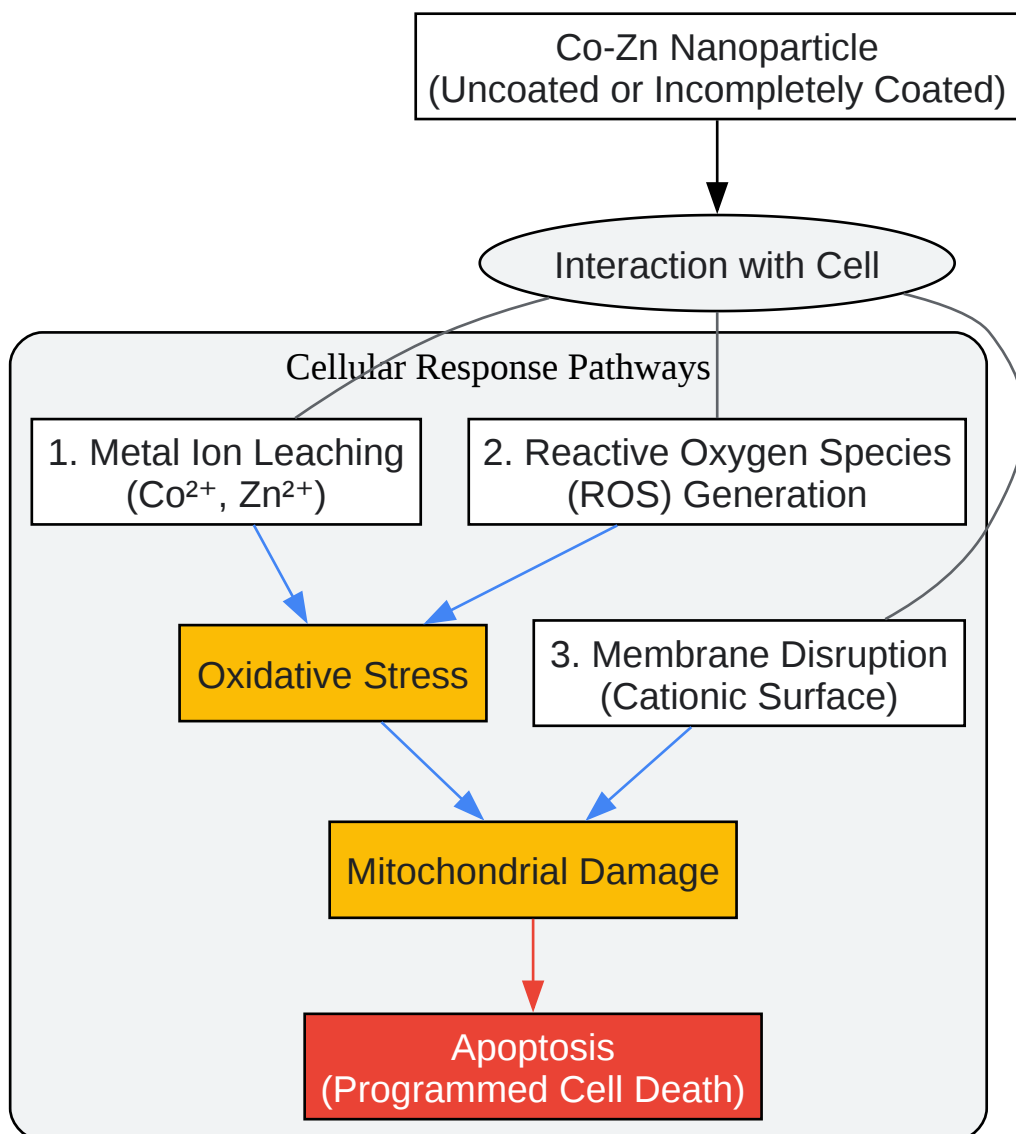 Co-Zn Nanoparticle
(Uncoated or Incompletely Coated)
Interaction with Cell
Cellular Response Pathways
1. Metal Ion Leaching
(Co²⁺, Zn²⁺)
2. Reactive Oxygen Species
(ROS) Generation
Oxidative Stress
3. Membrane Disruption
(Cationic Surface)
Mitochondrial Damage
Apoptosis
(Programmed Cell Death)